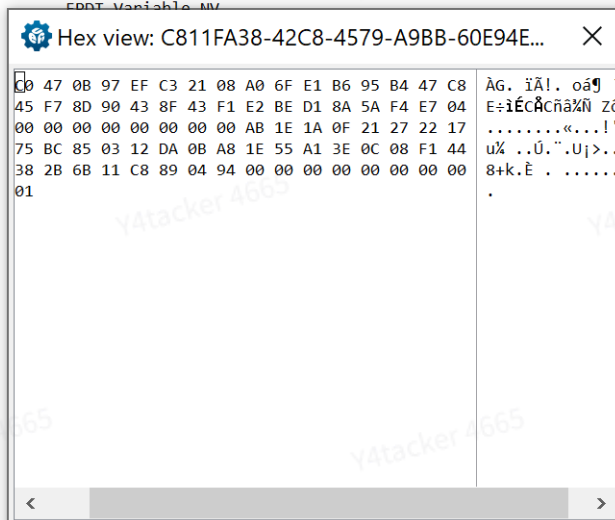 EPDT Variable NV
Hex view: C811FA38-42C8-4579-A9BB-60E94E...
C0 47 0B 97 EF C3 21 08 A0 6F E1 B6 95 B4 47 C8 ÀG. ïÃ!. oá¶
45 F7 8D 90 43 8F 43 F1 E2 BE D1 8A 5A F4 E7 04 E÷ìÉCÅCñâ¾Ñ Zô
00 00 00 00 00 00 00 00 AB 1E 1A 0F 21 27 22 17 ........«...!'
75 BC 85 03 12 DA 0B A8 1E 55 A1 3E 0C 08 F1 44 u¼ ..Ú.¨.U¡>..
38 2B 6B 11 C8 89 04 94 00 00 00 00 00 00 00 00 8+k.È . ......
01 .
Y4tacker 4665
4665
Y4tacker 4665